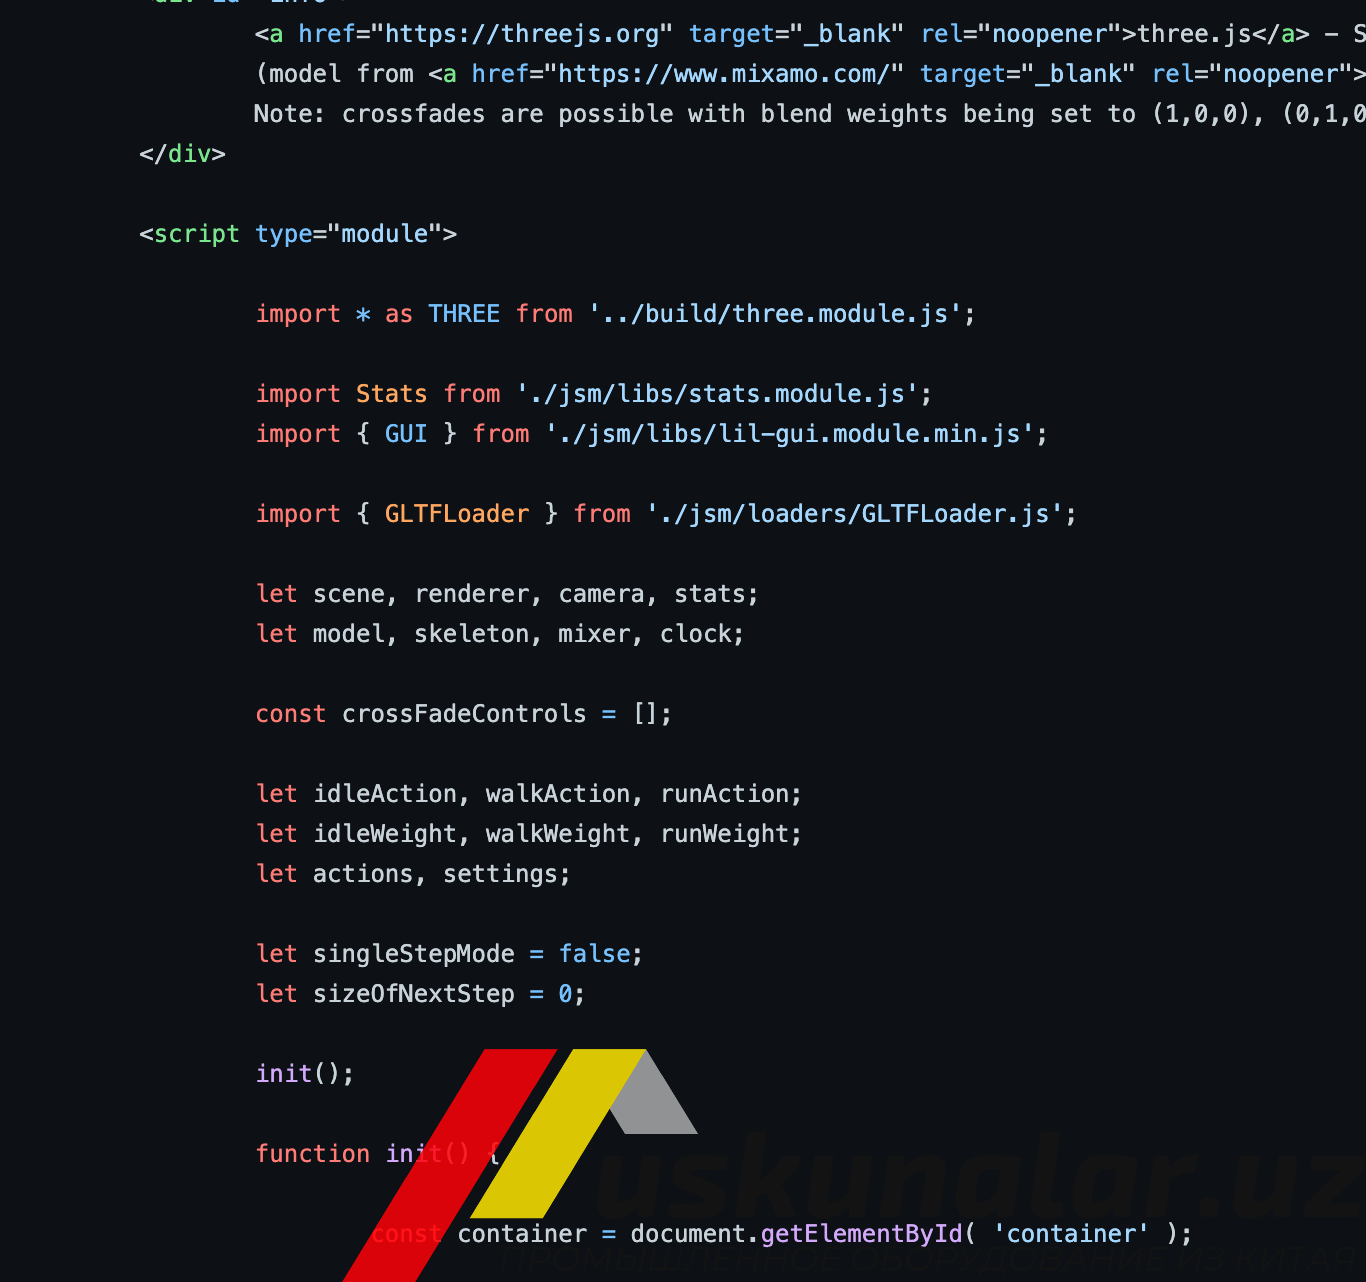 <a href="https://threejs.org" target="_blank" rel="noopener">three.js</a> - S
(model from <a href="https://www.mixamo.com/" target="_blank" rel="noopener">
Note: crossfades are possible with blend weights being set to (1,0,0), (0,1,0
</div>
<script type="module">
import * as THREE from '../build/three.module.js';
import Stats from './jsm/libs/stats.module.js';
import { GUI } from './jsm/libs/lil-gui.module.min.js';
import { GLTFLoader } from './jsm/loaders/GLTFLoader.js';
let scene, renderer, camera, stats;
let model, skeleton, mixer, clock;
const crossFadeControls = [];
let idleAction, walkAction, runAction;
let idleWeight, walkWeight, runWeight;
let actions, settings;
let singleStepMode = false;
let sizeOfNextStep = 0;
init();
function init() {
uskunalar.uz
const container = document.getElementById( 'container' );
ПРОМЫШЛЕННОЕ ОБОРУДОВАНИЕ ИЗ КИТАЯ